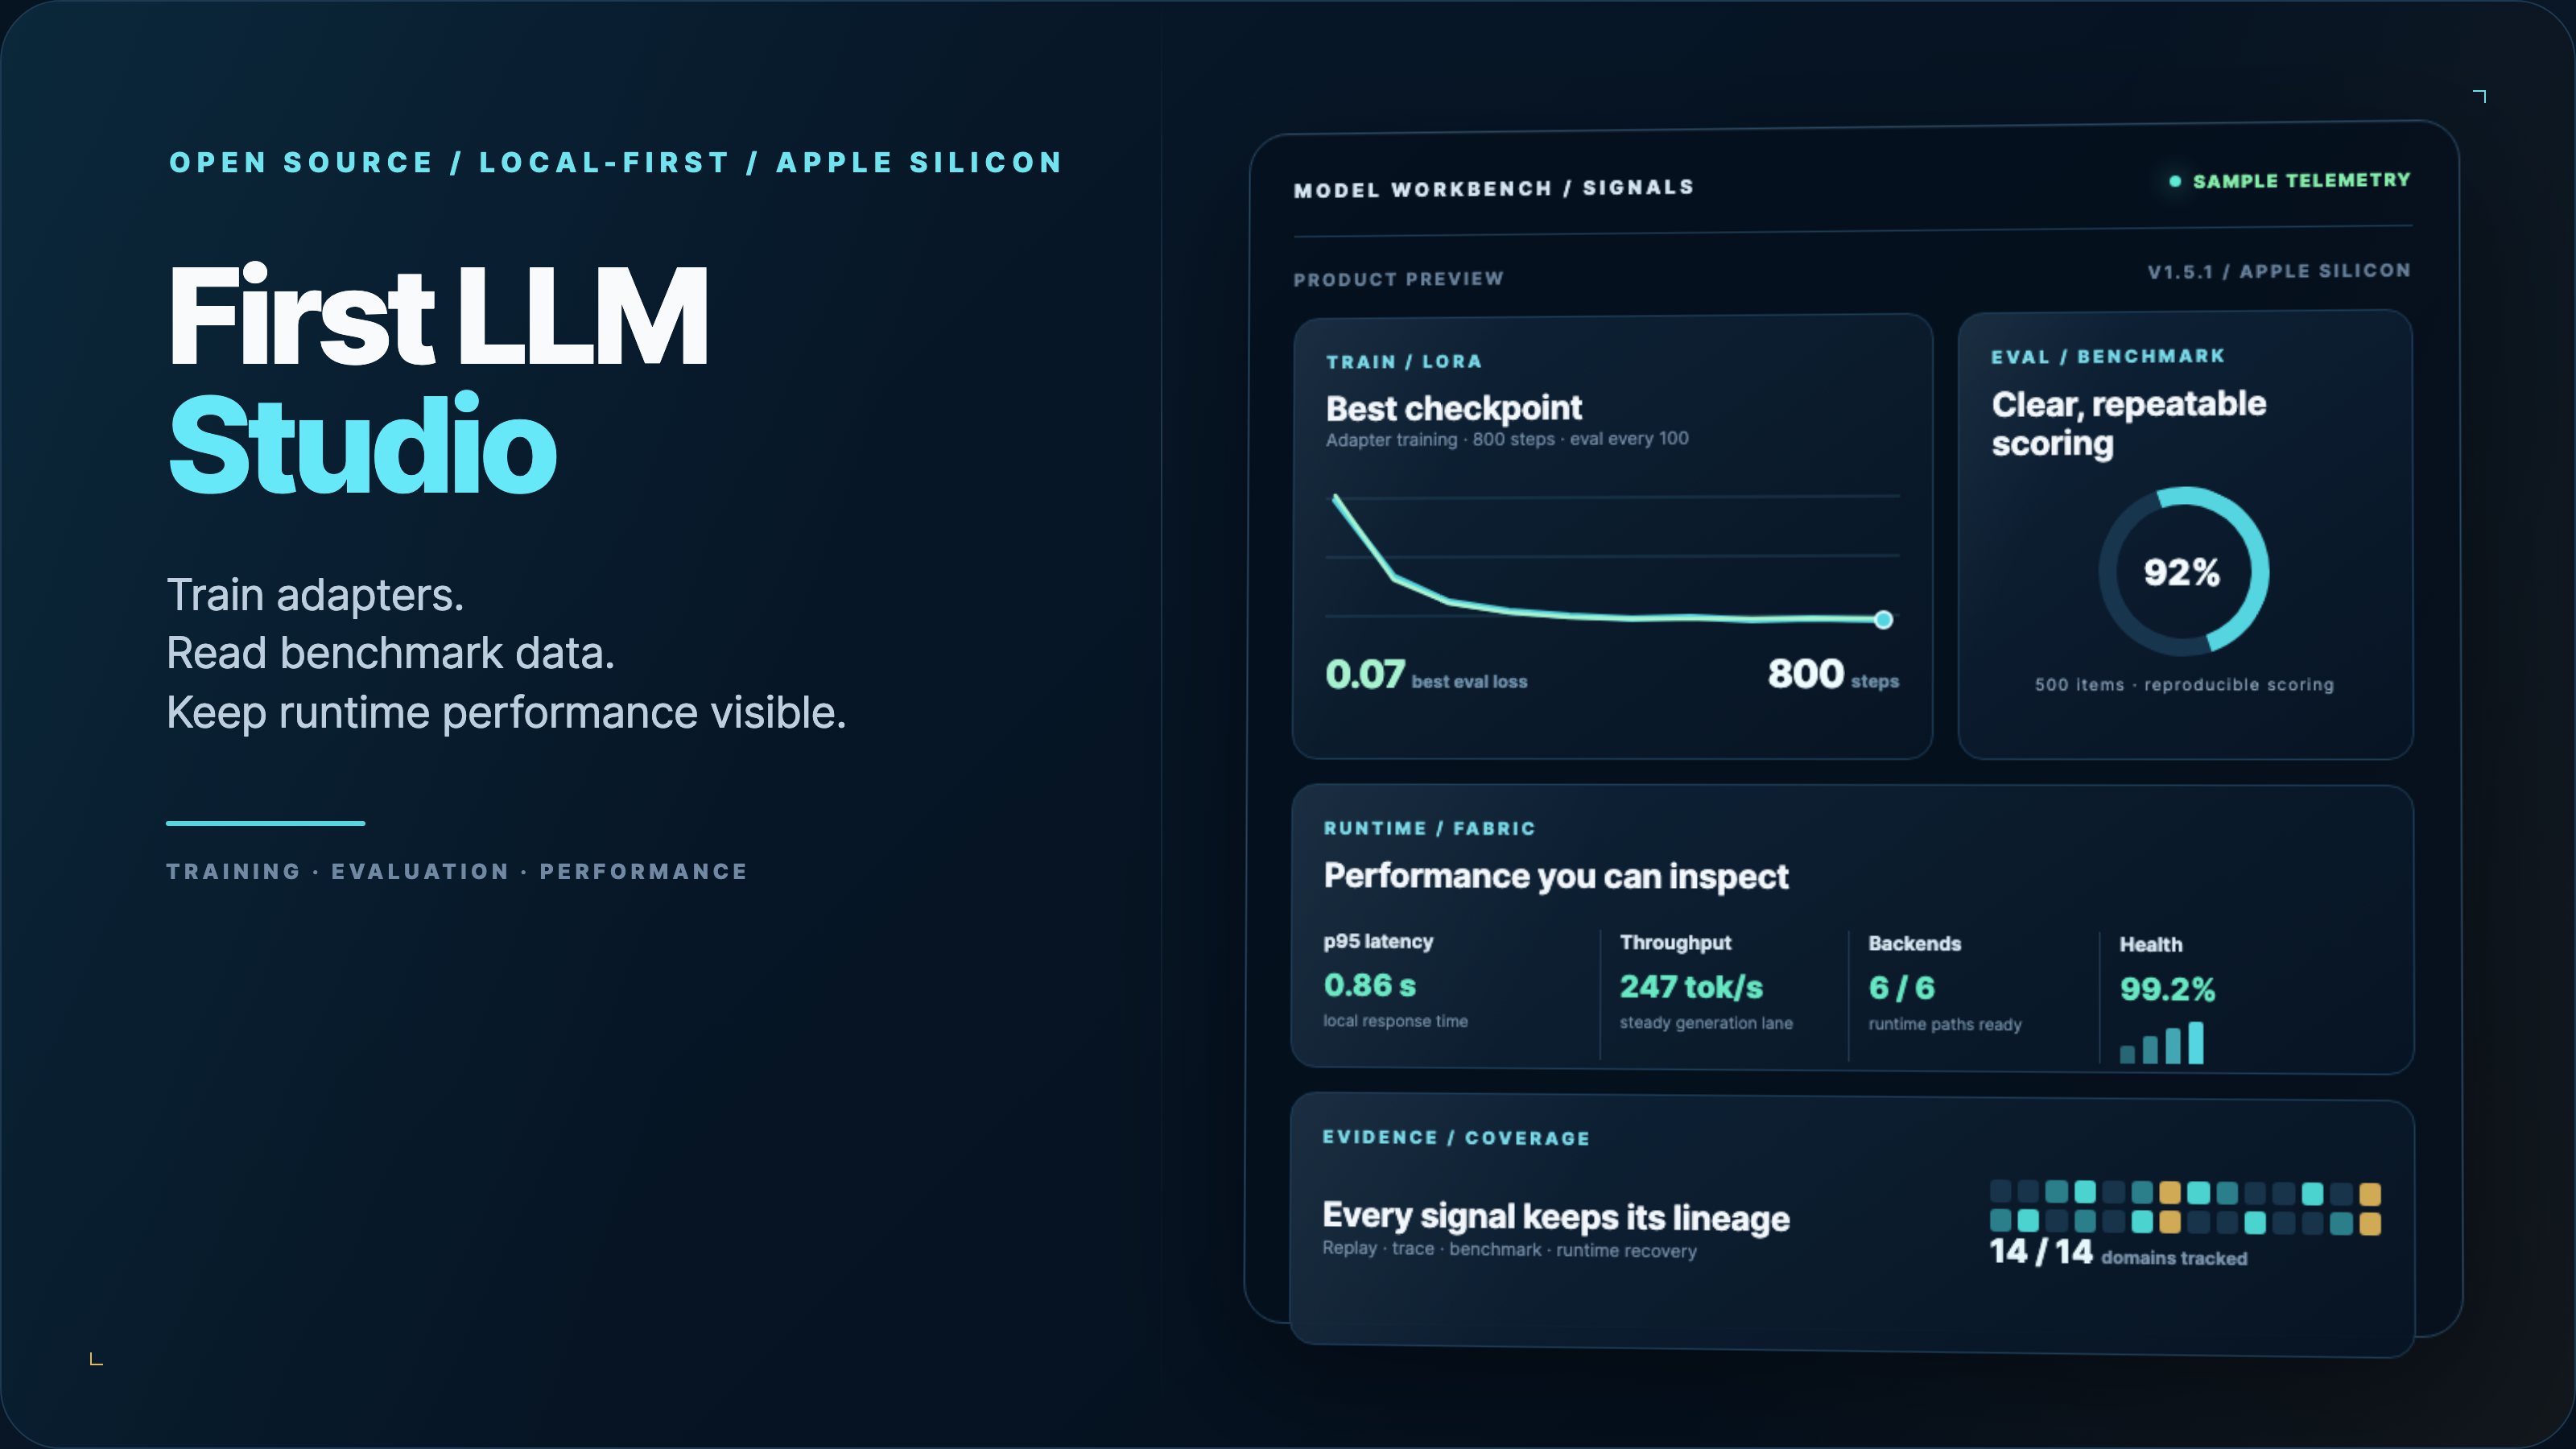 OPEN SOURCE / LOCAL-FIRST / APPLE SILICON
First LLM
Studio
Train adapters.
Read benchmark data.
Keep runtime performance visible.
TRAINING · EVALUATION · PERFORMANCE
MODEL WORKBENCH / SIGNALS
SAMPLE TELEMETRY
PRODUCT PREVIEW
V1.5.1 / APPLE SILICON
TRAIN / LORA
Best checkpoint
Adapter training · 800 steps · eval every 100
0.07 best eval loss
800 steps
EVAL / BENCHMARK
Clear, repeatable
scoring
92%
500 items · reproducible scoring
RUNTIME / FABRIC
Performance you can inspect
p95 latency
0.86 s
local response time
Throughput
247 tok/s
steady generation lane
Backends
6 / 6
runtime paths ready
Health
99.2%
EVIDENCE / COVERAGE
Every signal keeps its lineage
Replay · trace · benchmark · runtime recovery
14 / 14 domains tracked